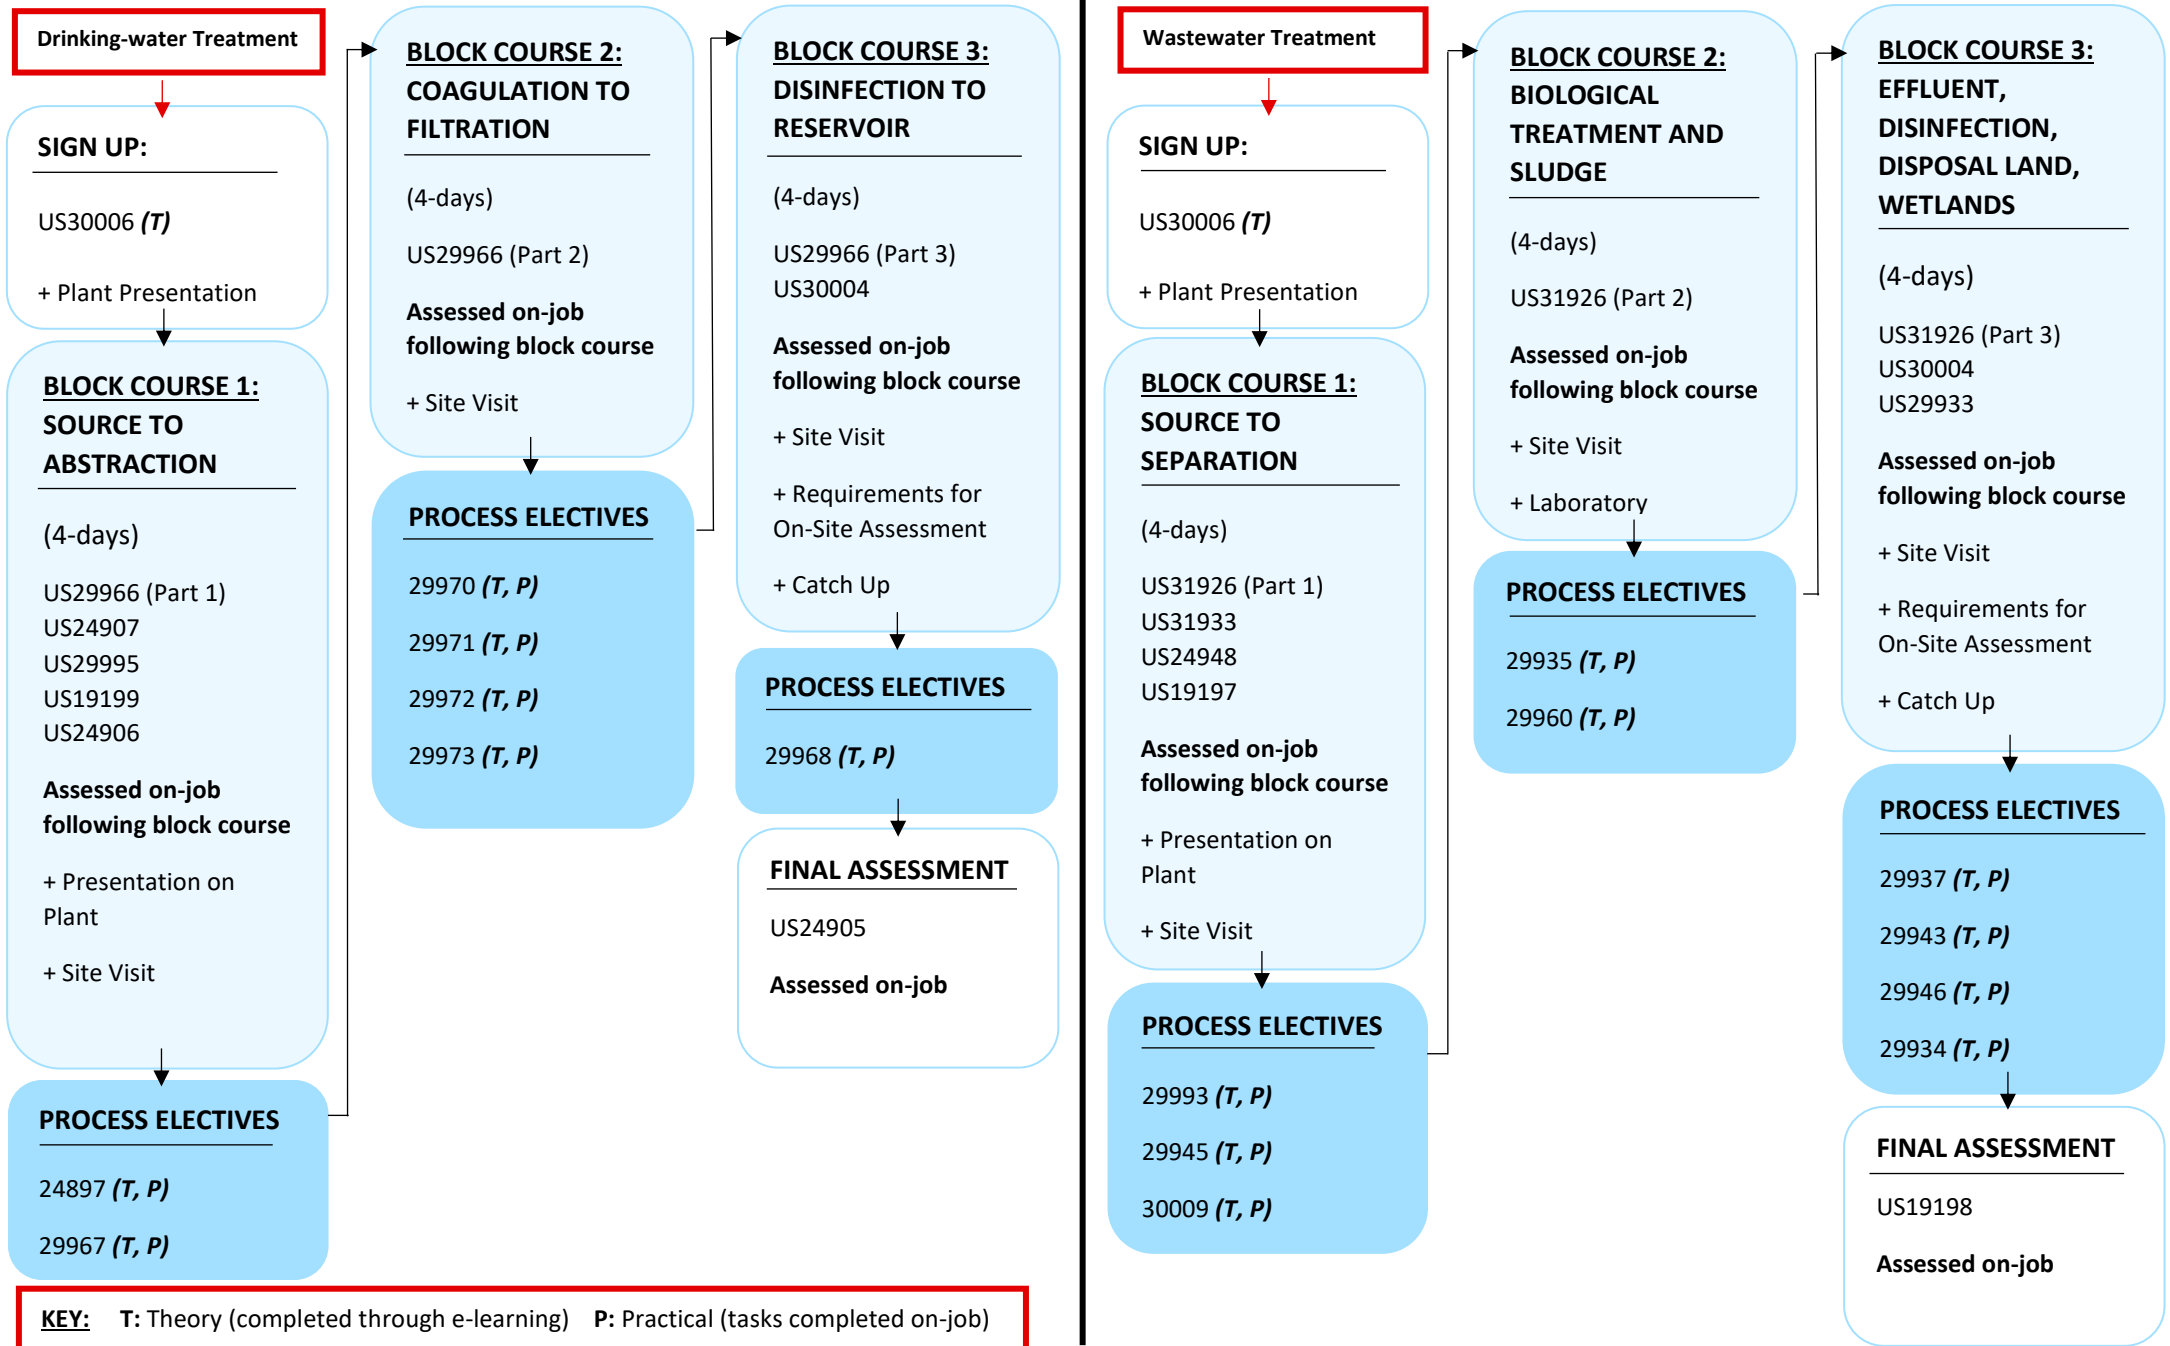 Drinking-water Treatment
SIGN UP:
US30006 (T)
+ Plant Presentation
BLOCK COURSE 1:
SOURCE TO
ABSTRACTION
(4-days)
US29966 (Part 1)
US24907
US29995
US19199
US24906
Assessed on-job
following block course
+ Presentation on
Plant
+ Site Visit
PROCESS ELECTIVES
24897 (T, P)
29967 (T, P)
BLOCK COURSE 2:
COAGULATION TO
FILTRATION
(4-days)
US29966 (Part 2)
Assessed on-job
following block course
+ Site Visit
PROCESS ELECTIVES
29970 (T, P)
29971 (T, P)
29972 (T, P)
29973 (T, P)
BLOCK COURSE 3:
DISINFECTION TO
RESERVOIR
(4-days)
US29966 (Part 3)
US30004
Assessed on-job
following block course
+ Site Visit
+ Requirements for
On-Site Assessment
+ Catch Up
PROCESS ELECTIVES
29968 (T, P)
FINAL ASSESSMENT
US24905
Assessed on-job
KEY: T: Theory (completed through e-learning) P: Practical (tasks completed on-job)
Wastewater Treatment
SIGN UP:
US30006 (T)
+ Plant Presentation
BLOCK COURSE 1:
SOURCE TO
SEPARATION
(4-days)
US31926 (Part 1)
US31933
US24948
US19197
Assessed on-job
following block course
+ Presentation on
Plant
+ Site Visit
PROCESS ELECTIVES
29993 (T, P)
29945 (T, P)
30009 (T, P)
BLOCK COURSE 2:
BIOLOGICAL
TREATMENT AND
SLUDGE
(4-days)
US31926 (Part 2)
Assessed on-job
following block course
+ Site Visit
+ Laboratory
PROCESS ELECTIVES
29935 (T, P)
29960 (T, P)
BLOCK COURSE 3:
EFFLUENT,
DISINFECTION,
DISPOSAL LAND,
WETLANDS
(4-days)
US31926 (Part 3)
US30004
US29933
Assessed on-job
following block course
+ Site Visit
+ Requirements for
On-Site Assessment
+ Catch Up
PROCESS ELECTIVES
29937 (T, P)
29943 (T, P)
29946 (T, P)
29934 (T, P)
FINAL ASSESSMENT
US19198
Assessed on-job